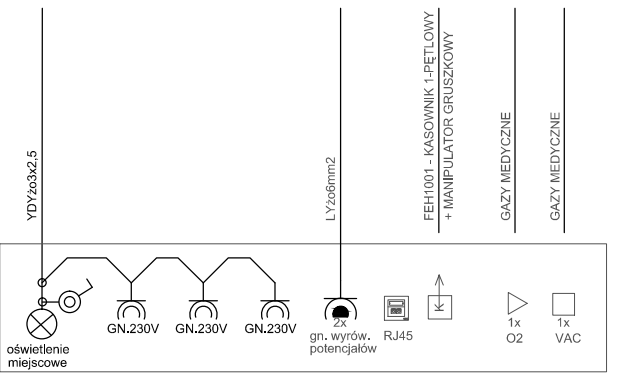 YDYżo3x2,5
LYżo6mm2
FEH1001 - KASOWNIK 1-PĘTLOWY
+ MANIPULATOR GRUSZKOWY
GAZY MEDYCZNE
GAZY MEDYCZNE
GN.230V
GN.230V
GN.230V
2x
gn. wyrów.
potencjałów
RJ45
K
1x
O2
1x
VAC
oświetlenie
miejscowe